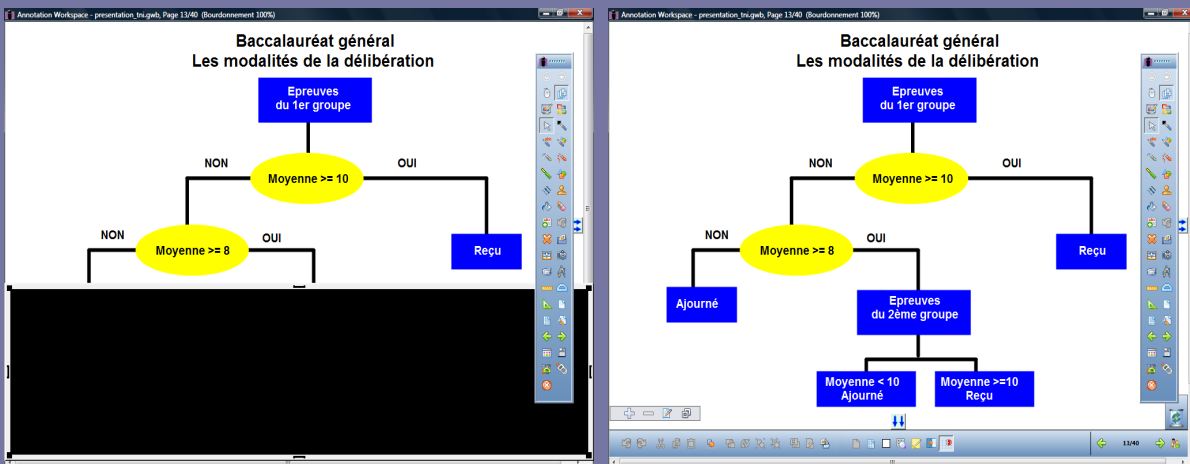 Annotation Workspace - presentation_tni.gwb, Page 13/40 (Bourdonnement 100%)
Baccalauréat général
Les modalités de la délibération
Epreuves
du 1er groupe
NON
OUI
Moyenne >= 10
NON
OUI
Moyenne >= 8
Reçu
Annotation Workspace - presentation_tni.gwb, Page 13/40 (Bourdonnement 100%)
Baccalauréat général
Les modalités de la délibération
Epreuves
du 1er groupe
NON
OUI
Moyenne >= 10
NON
OUI
Moyenne >= 8
Reçu
Ajourné
Epreuves
du 2ème groupe
Moyenne < 10
Ajourné
Moyenne >=10
Reçu
13/40